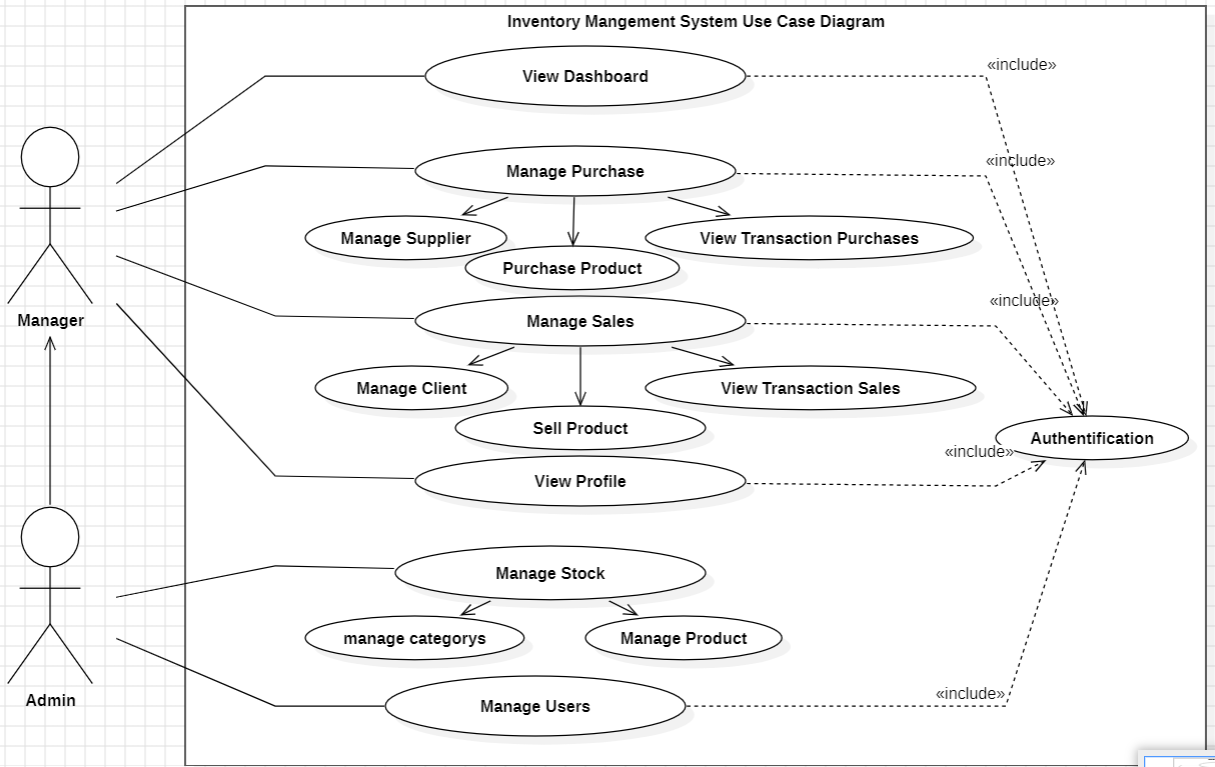 Inventory Mangement System Use Case Diagram
View Dashboard
«include»
Manage Purchase
«include»
Manage Supplier
View Transaction Purchases
Purchase Product
«include»
Manager
Manage Sales
Manage Client
View Transaction Sales
Sell Product
Authentification
«include»
View Profile
Manage Stock
manage categorys
Manage Product
«include»
Admin
Manage Users